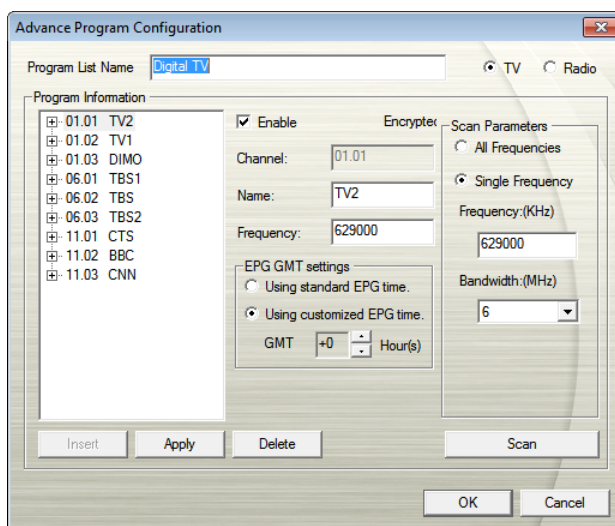 Advance Program Configuration
Program List Name Digital TV TV Radio
Program Information
01.01 TV2
01.02 TV1
01.03 DIMO
06.01 TBS1
06.02 TBS
06.03 TBS2
11.01 CTS
11.02 BBC
11.03 CNN
Enable Encrypted
Channel: 01.01
Name: TV2
Frequency: 629000
EPG GMT settings
Using standard EPG time.
Using customized EPG time.
GMT +0 Hour(s)
Scan Parameters
All Frequencies
Single Frequency
Frequency:(KHz)
629000
Bandwidth:(MHz)
6
Insert Apply Delete Scan
OK Cancel